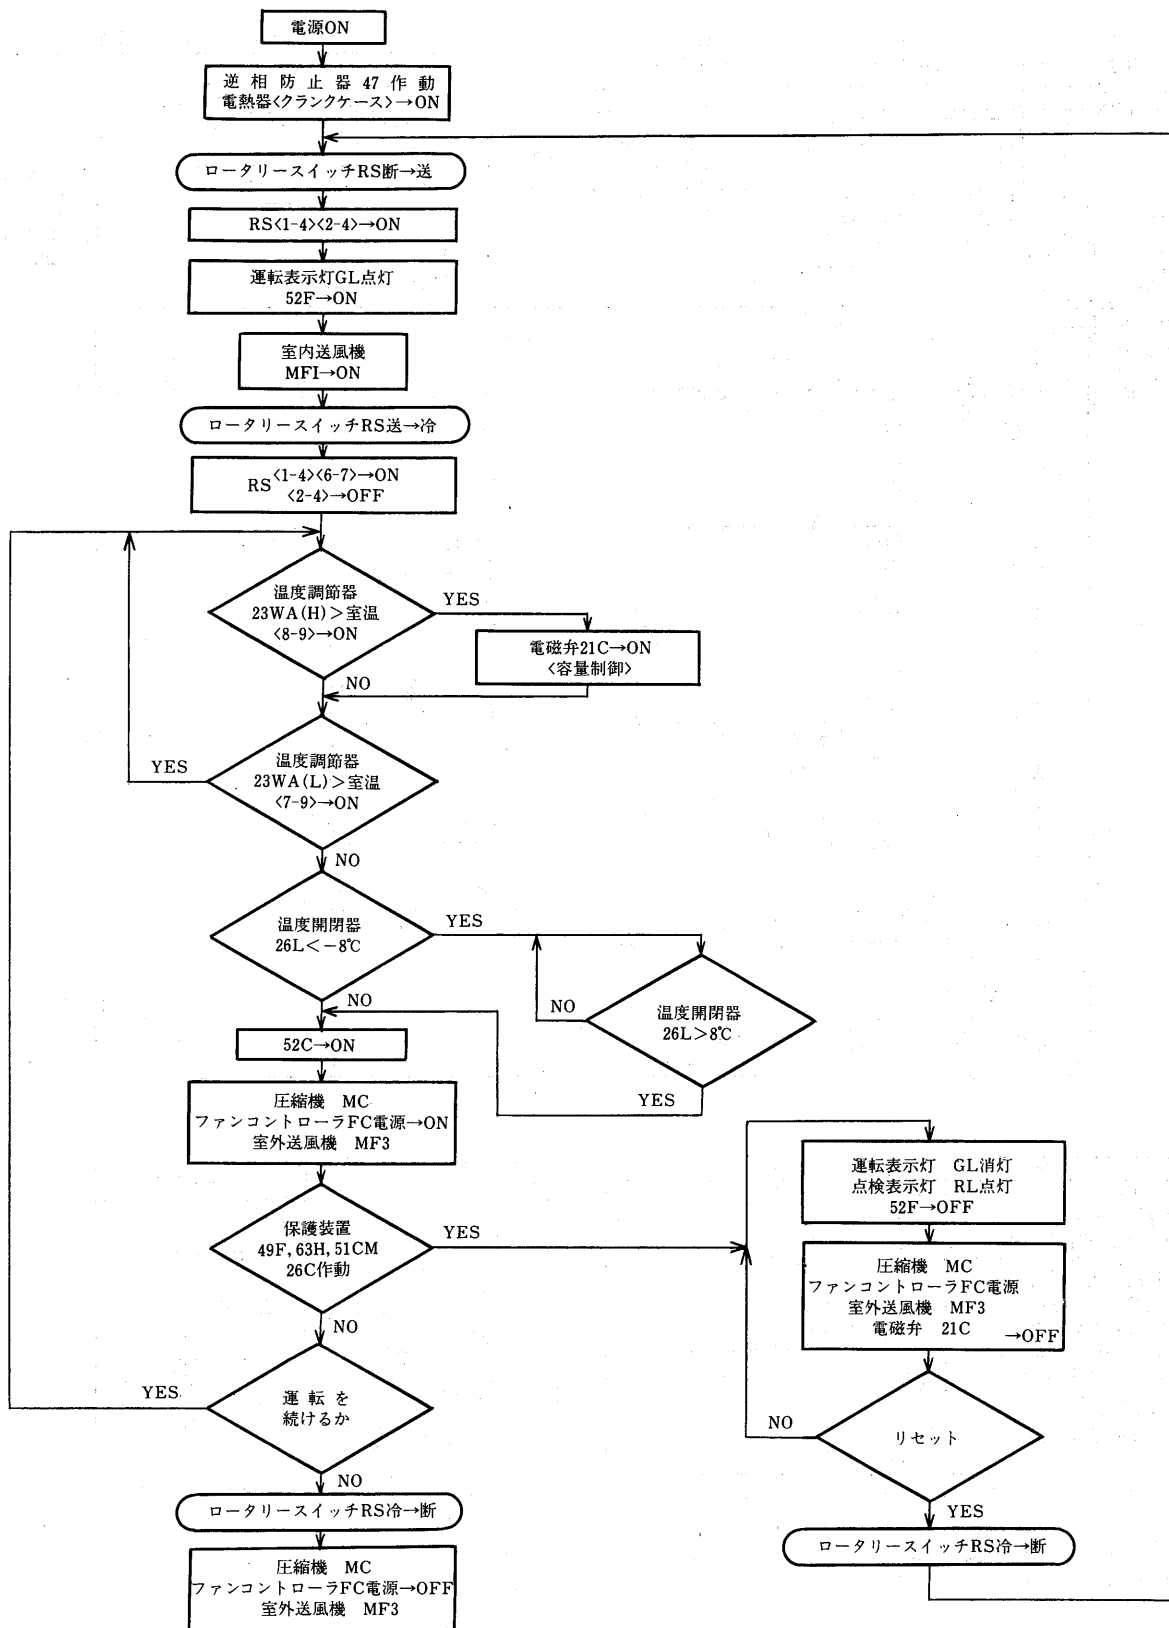 電源ON
逆相防止器 47 作動
電熱器<クランクケース>→ON
ロータリースイッチRS断→送
RS<1-4><2-4>→ON
運転表示灯GL点灯
52F→ON
室内送風機
MFI→ON
ロータリースイッチRS送→冷
RS<1-4><6-7>→ON
<2-4>→OFF
温度調節器
23WA(H)>室温
<8-9>→ON
YES
電磁弁21C→ON
<容量制御>
NO
温度調節器
23WA(L)>室温
<7-9>→ON
YES
NO
温度開閉器
26L<-8℃
YES
NO
温度開閉器
26L>8℃
NO
YES
52C→ON
圧縮機 MC
ファンコントローラFC電源→ON
室外送風機 MF3
保護装置
49F, 63H, 51CM
26C作動
YES
NO
運転を
続けるか
YES
NO
ロータリースイッチRS冷→断
圧縮機 MC
ファンコントローラFC電源→OFF
室外送風機 MF3
運転表示灯 GL消灯
点検表示灯 RL点灯
52F→OFF
圧縮機 MC
ファンコントローラFC電源
室外送風機 MF3
電磁弁 21C →OFF
リセット
NO
YES
ロータリースイッチRS冷→断